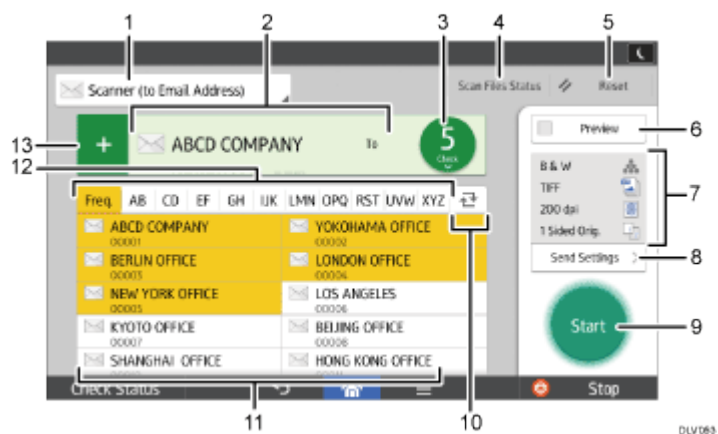 1 2 3 4 5
Scanner (to Email Address)
Scan Files Status Reset
13 + ABCD COMPANY To 5 Check
Preview 6
12
Freq. AB CD EF GH IJK LMN OPQ RST UVW XYZ
ABCD COMPANY YOKOHAMA OFFICE
00001 00002
BERLIN OFFICE LONDON OFFICE
00003 00004
NEW YORK OFFICE LOS ANGELES
00005
KYOTO OFFICE BEIJING OFFICE
00007 00008
SHANGHAI OFFICE HONG KONG OFFICE
B & W
TIFF
200 dpi
1 Sided Orig.
7
Send Settings 8
Start 9
Check Status Stop
11 10
DLV083